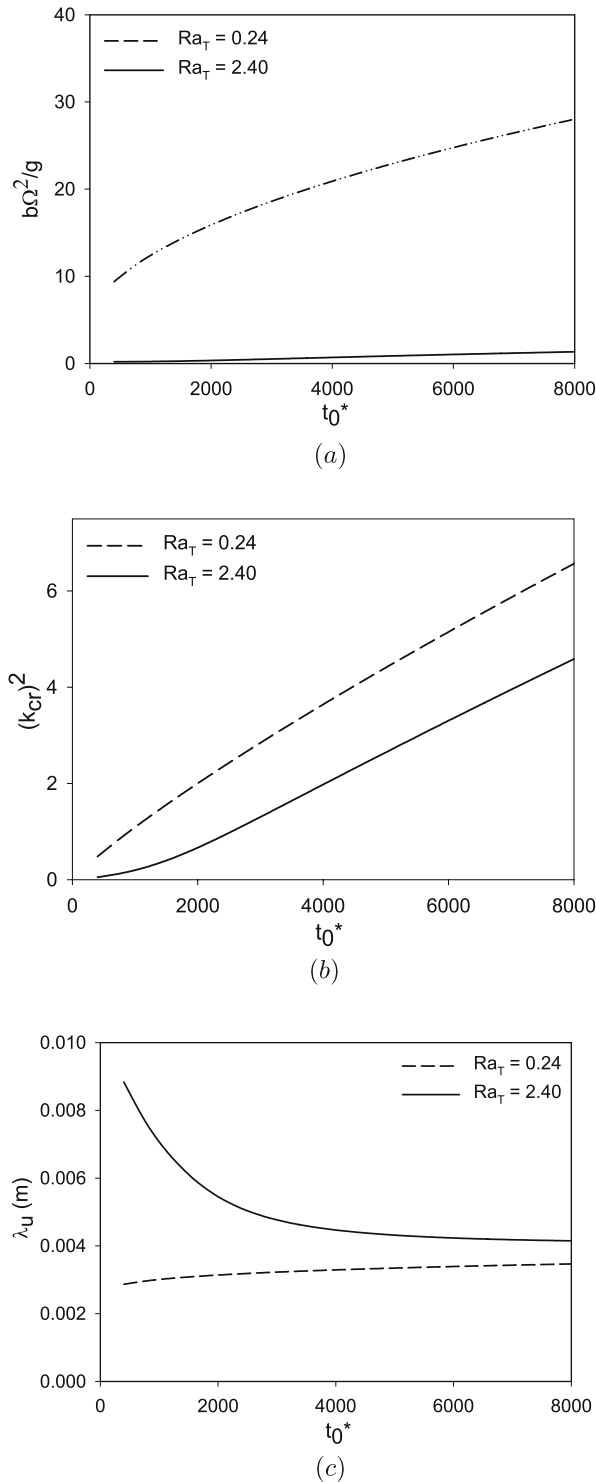 40
Ra_T = 0.24
Ra_T = 2.40
30
bΩ²/g
20
10
0
0 2000 4000 6000 8000
t₀*
(a)
Ra_T = 0.24
Ra_T = 2.40
6
(k_cr)²
4
2
0
0 2000 4000 6000 8000
t₀*
(b)
0.010
Ra_T = 0.24
Ra_T = 2.40
0.008
0.006
λ_u (m)
0.004
0.002
0.000
0 2000 4000 6000 8000
t₀*
(c)